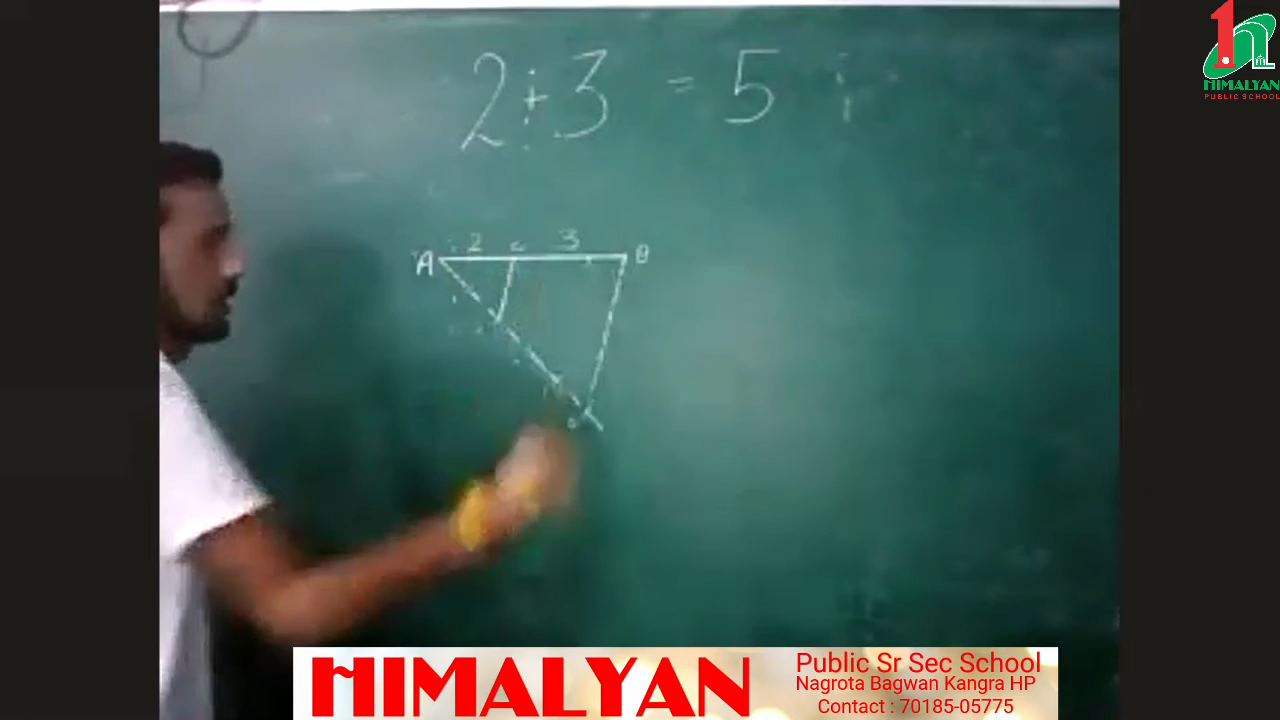 2 + 3 = 5
2 c 3
A B
HIMALYAN
PUBLIC SCHOOL
HIMALYAN
Public Sr Sec School
Nagrota Bagwan Kangra HP
Contact : 70185-05775